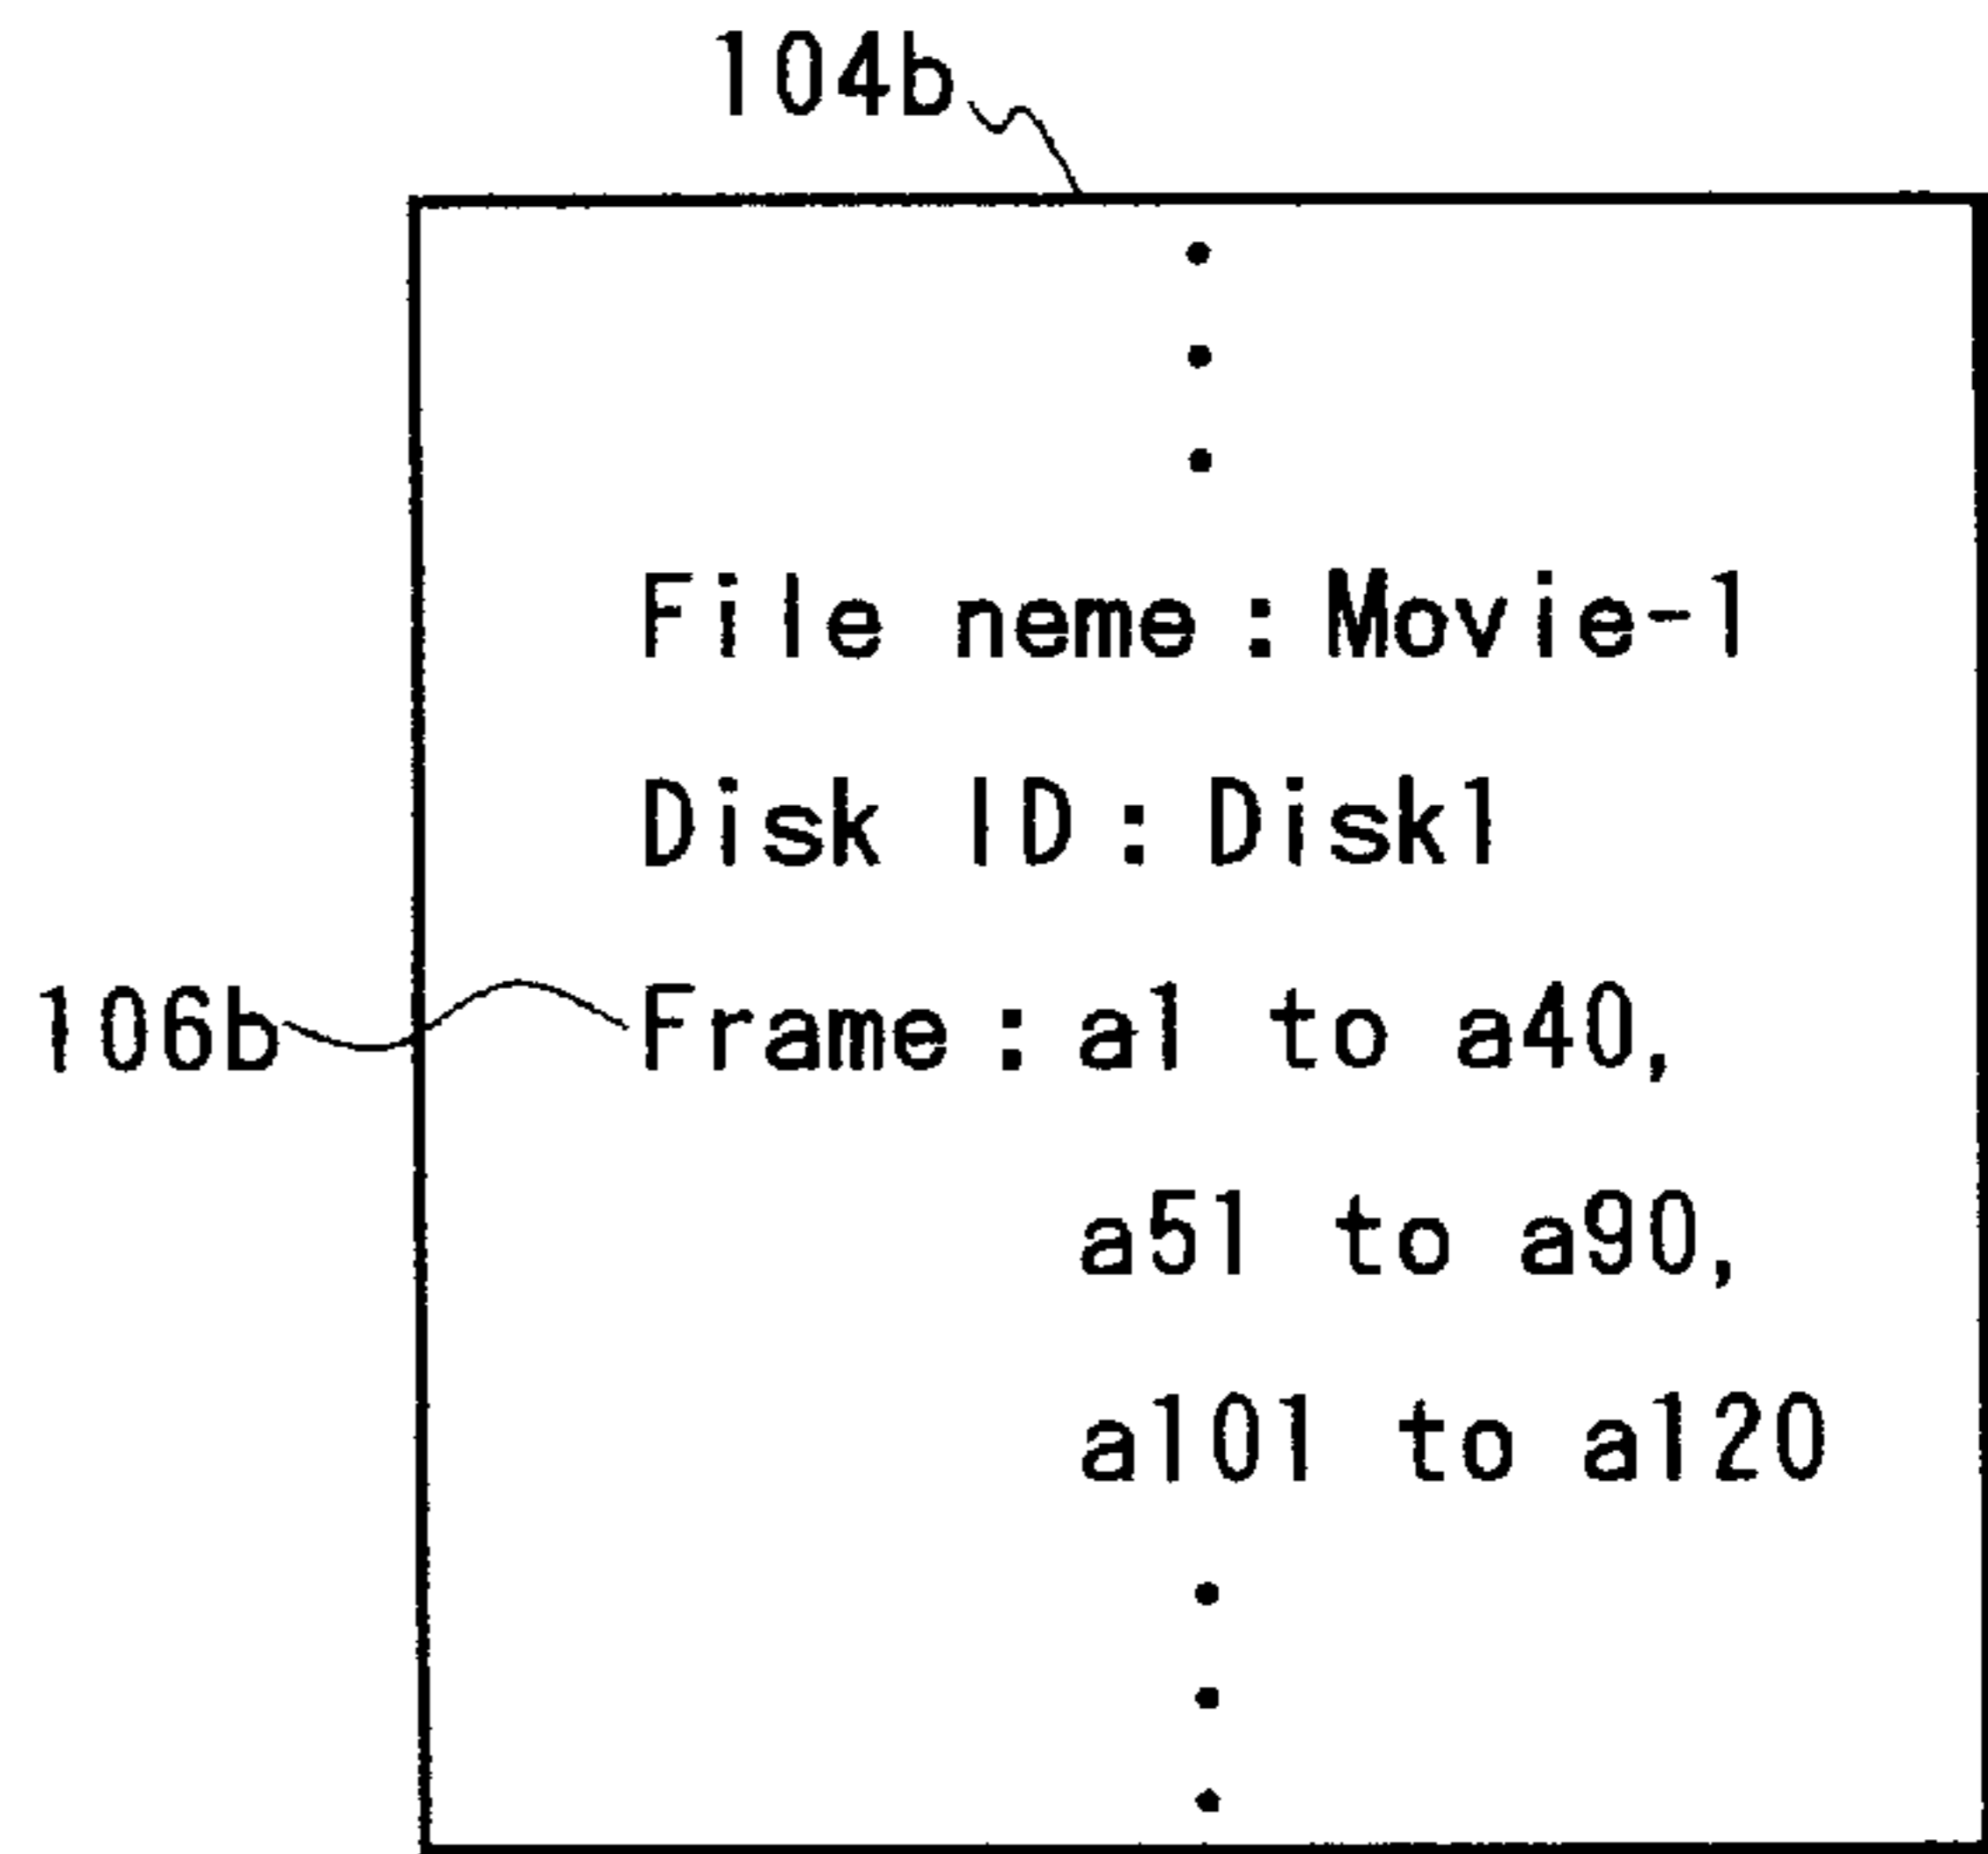 104b
File neme:Movie-1
Disk ID:Disk1
106b Frame:a1 to a40,
a51 to a90,
a101 to a120